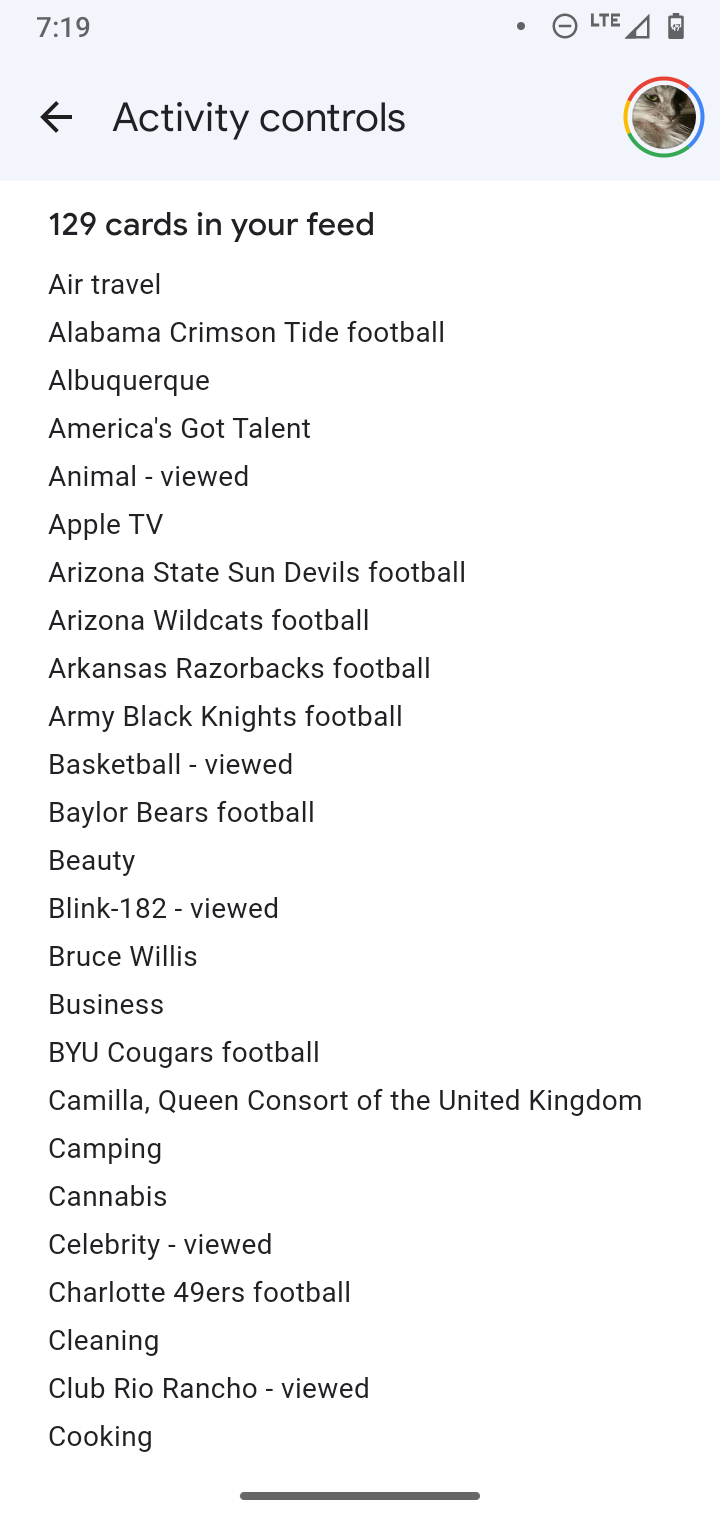 7:19
LTE
Activity controls
129 cards in your feed
Air travel
Alabama Crimson Tide football
Albuquerque
America's Got Talent
Animal - viewed
Apple TV
Arizona State Sun Devils football
Arizona Wildcats football
Arkansas Razorbacks football
Army Black Knights football
Basketball - viewed
Baylor Bears football
Beauty
Blink-182 - viewed
Bruce Willis
Business
BYU Cougars football
Camilla, Queen Consort of the United Kingdom
Camping
Cannabis
Celebrity - viewed
Charlotte 49ers football
Cleaning
Club Rio Rancho - viewed
Cooking